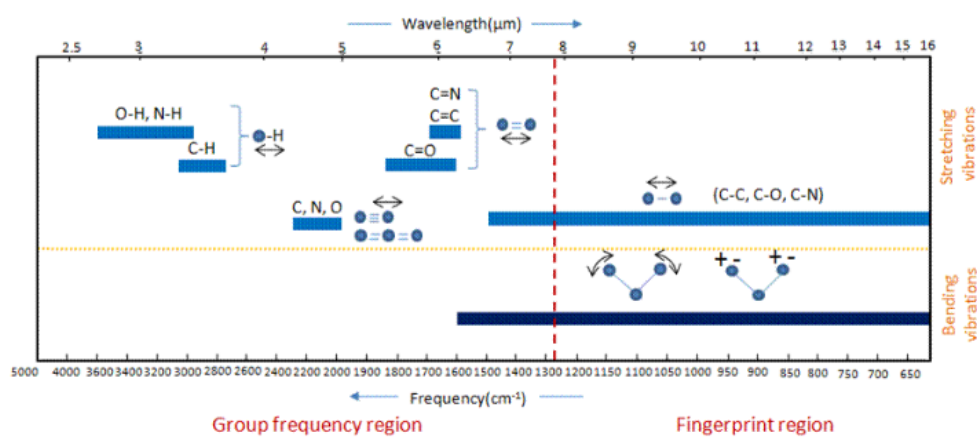 Wavelength(μm)
2.5 3 3 4 5 6 7 8 9 10 11 12 13 14 15 16
O-H, N-H
C-H
-H
C, N, O
C=N
C=C
C=O
(C-C, C-O, C-N)
+ - + -
Stretching vibrations
Bending vibrations
5000 4000 3600 3400 3200 3000 2800 2600 2400 2200 2100 2000 1900 1800 1700 1600 1500 1400 1300 1200 1150 1100 1050 1000 950 900 850 800 750 700 650
Frequency(cm⁻¹)
Group frequency region
Fingerprint region